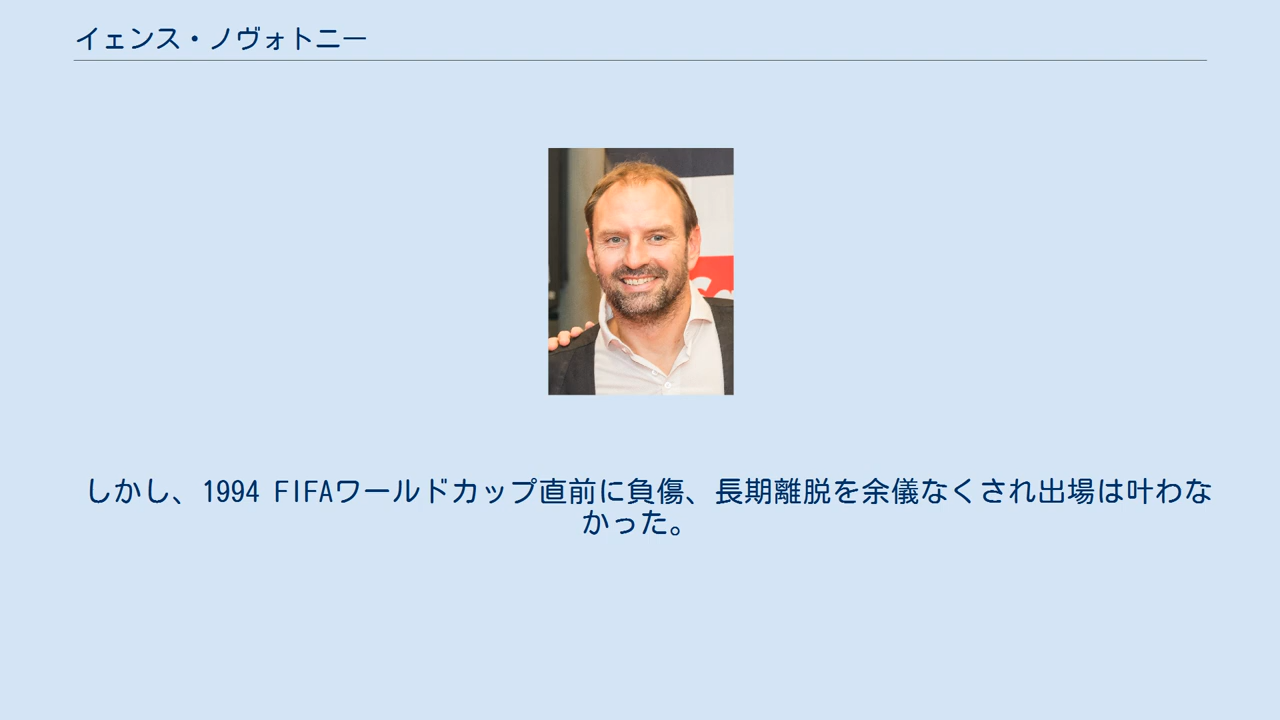 イェンス・ノヴォトニー
しかし、1994 FIFAワールドカップ直前に負傷、長期離脱を余儀なくされ出場は叶わな
かった。